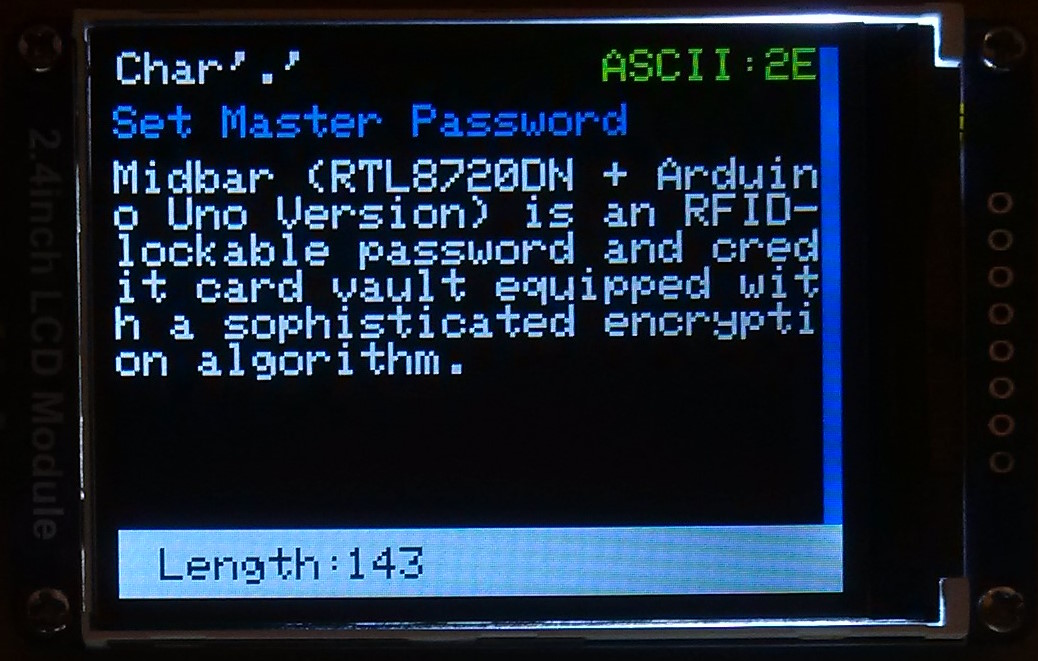 Char'.' ASCII:2E
Set Master Password
Midbar (RTL8720DN + Arduin
o Uno Version) is an RFID-
lockable password and cred
it card vault equipped wit
h a sophisticated encrypti
on algorithm.
Length:143
2.4inch LCD Module